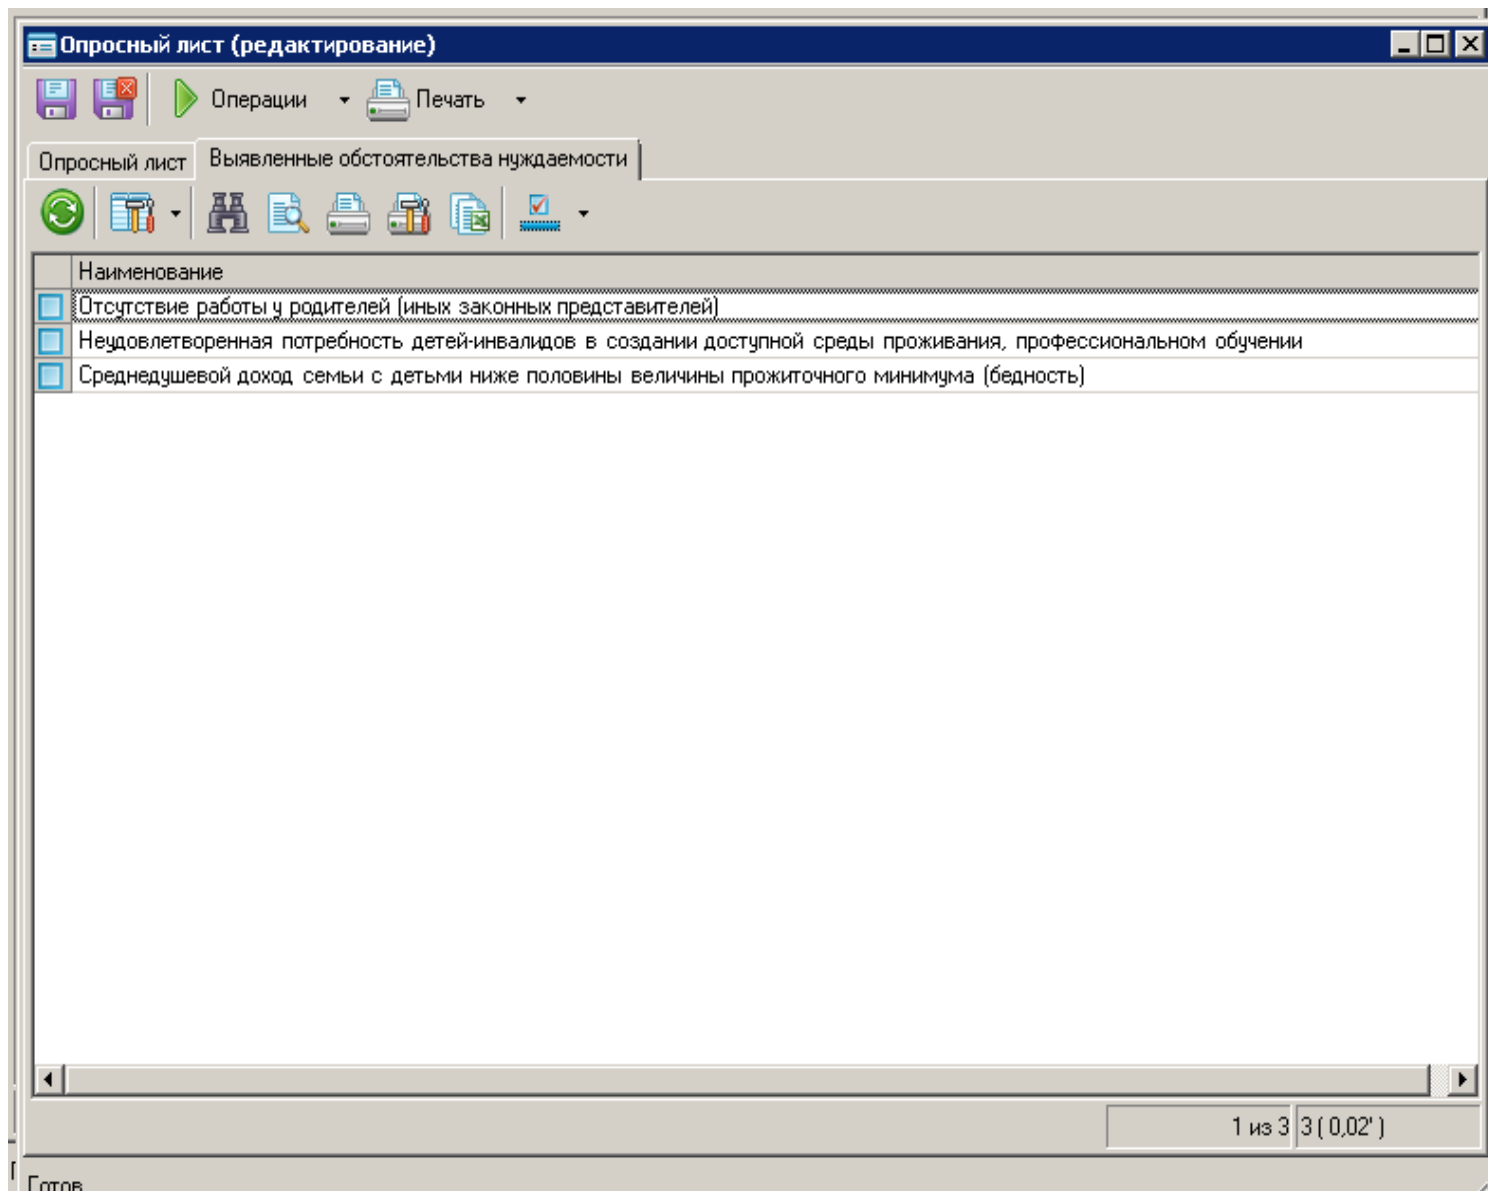 Опросный лист (редактирование)
Операции Печать
Опросный лист Выявленные обстоятельства нуждаемости
Наименование
Отсутствие работы у родителей (иных законных представителей)
Неудовлетворенная потребность детей-инвалидов в создании доступной среды проживания, профессиональном обучении
Среднедушевой доход семьи с детьми ниже половины величины прожиточного минимума (бедность)
1 из 3 3 ( 0,02' )
Готов